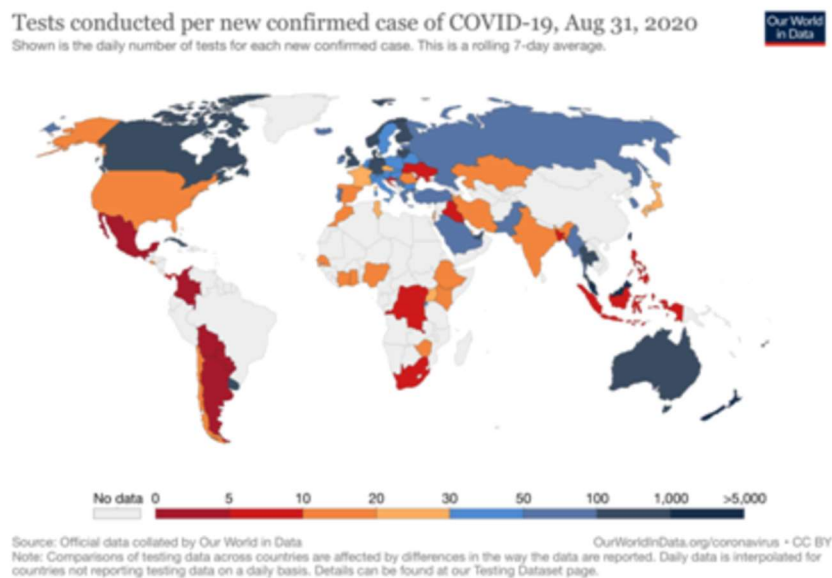 Tests conducted per new confirmed case of COVID-19, Aug 31, 2020
Shown is the daily number of tests for each new confirmed case. This is a rolling 7-day average.
Our World
in Data
No data 0 5 10 20 30 50 100 1,000 >5,000
Source: Official data collated by Our World in Data
OurWorldInData.org/coronavirus • CC BY
Note: Comparisons of testing data across countries are affected by differences in the way the data are reported. Daily data is interpolated for
countries not reporting testing data on a daily basis. Details can be found at our Testing Dataset page.